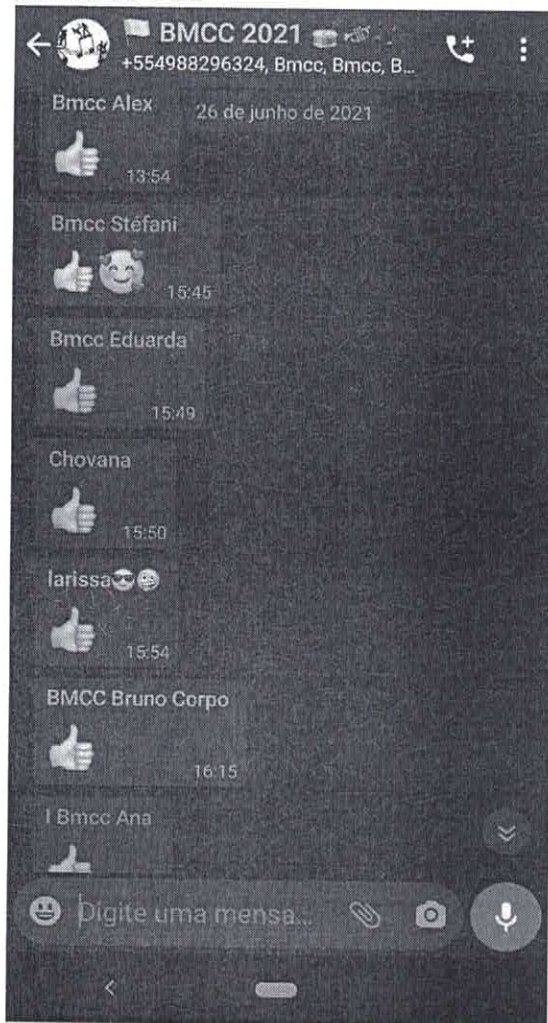 BMCC 2021
+554988296324, Bmcc, Bmcc, B...
Bmcc Alex
26 de junho de 2021
13:54
Bmcc Stéfani
15:45
Bmcc Eduarda
15:49
Chovana
15:50
larissa😎🤪
15:54
BMCC Bruno Corpo
16:15
I Bmcc Ana
Digite uma mensa...